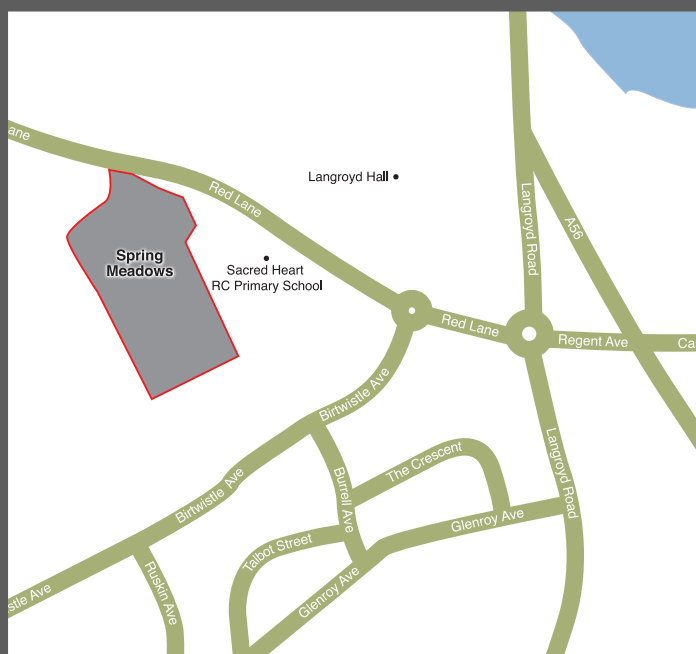 ane
Langroyd Hall
Red Lane
Langroyd Road
A56
Spring
Meadows
Sacred Heart
RC Primary School
Red Lane
Regent Ave
Ca
Birtwistle Ave
Langroyd Road
The Crescent
Birtwistle Ave
Burrell Ave
Glenroy Ave
Talbot Street
Glenroy Ave
Ruskin Ave
stle Ave